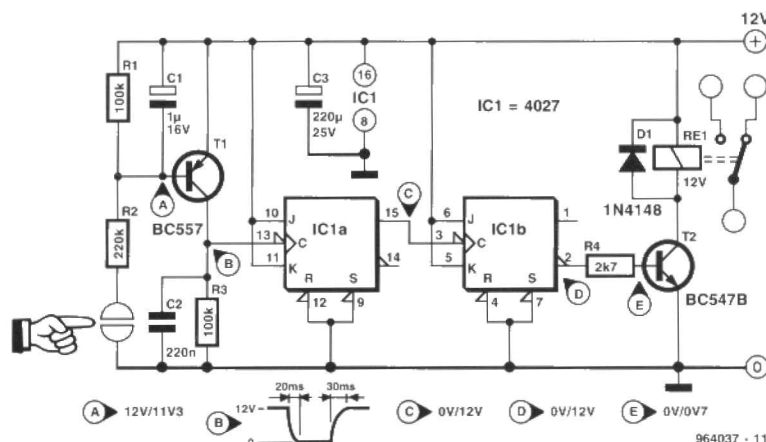 12V
+
R1
100k
C1
1µ
16V
C3
220µ
25V
16
IC1
8
IC1 = 4027
D1
RE1
12V
1N4148
T1
BC557
A
R2
220k
B
C2
220n
R3
100k
10
J
13
C
11
K
IC1a
15
14
R
S
12
9
C
6
J
3
C
5
K
IC1b
1
2
R
S
4
7
D
R4
2k7
E
T2
BC547B
0
A 12V/11V3
B 12V 0 20ms 30ms
C 0V/12V
D 0V/12V
E 0V/0V7
964037 - 11